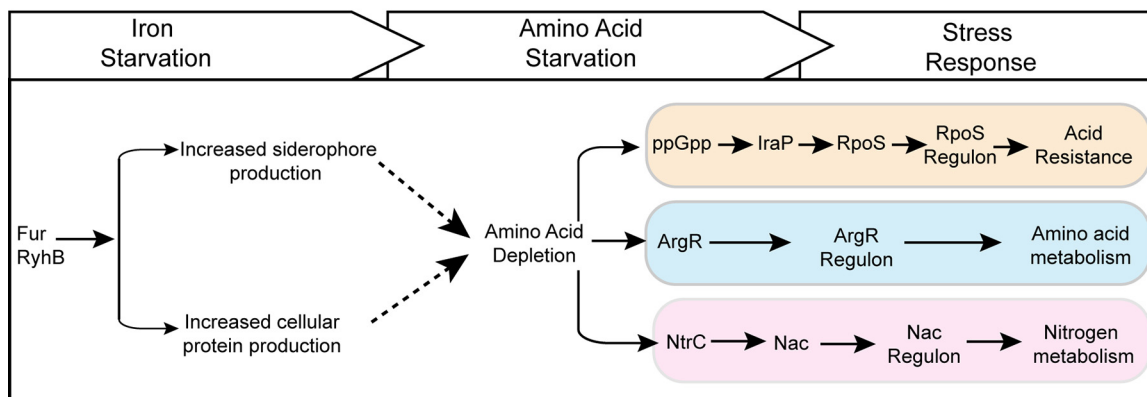 Iron
Starvation
Amino Acid
Starvation
Stress
Response
Fur
RyhB
Increased siderophore
production
Increased cellular
protein production
Amino Acid
Depletion
ppGpp
IraP
RpoS
RpoS
Regulon
Acid
Resistance
ArgR
ArgR
Regulon
Amino acid
metabolism
NtrC
Nac
Nac
Regulon
Nitrogen
metabolism